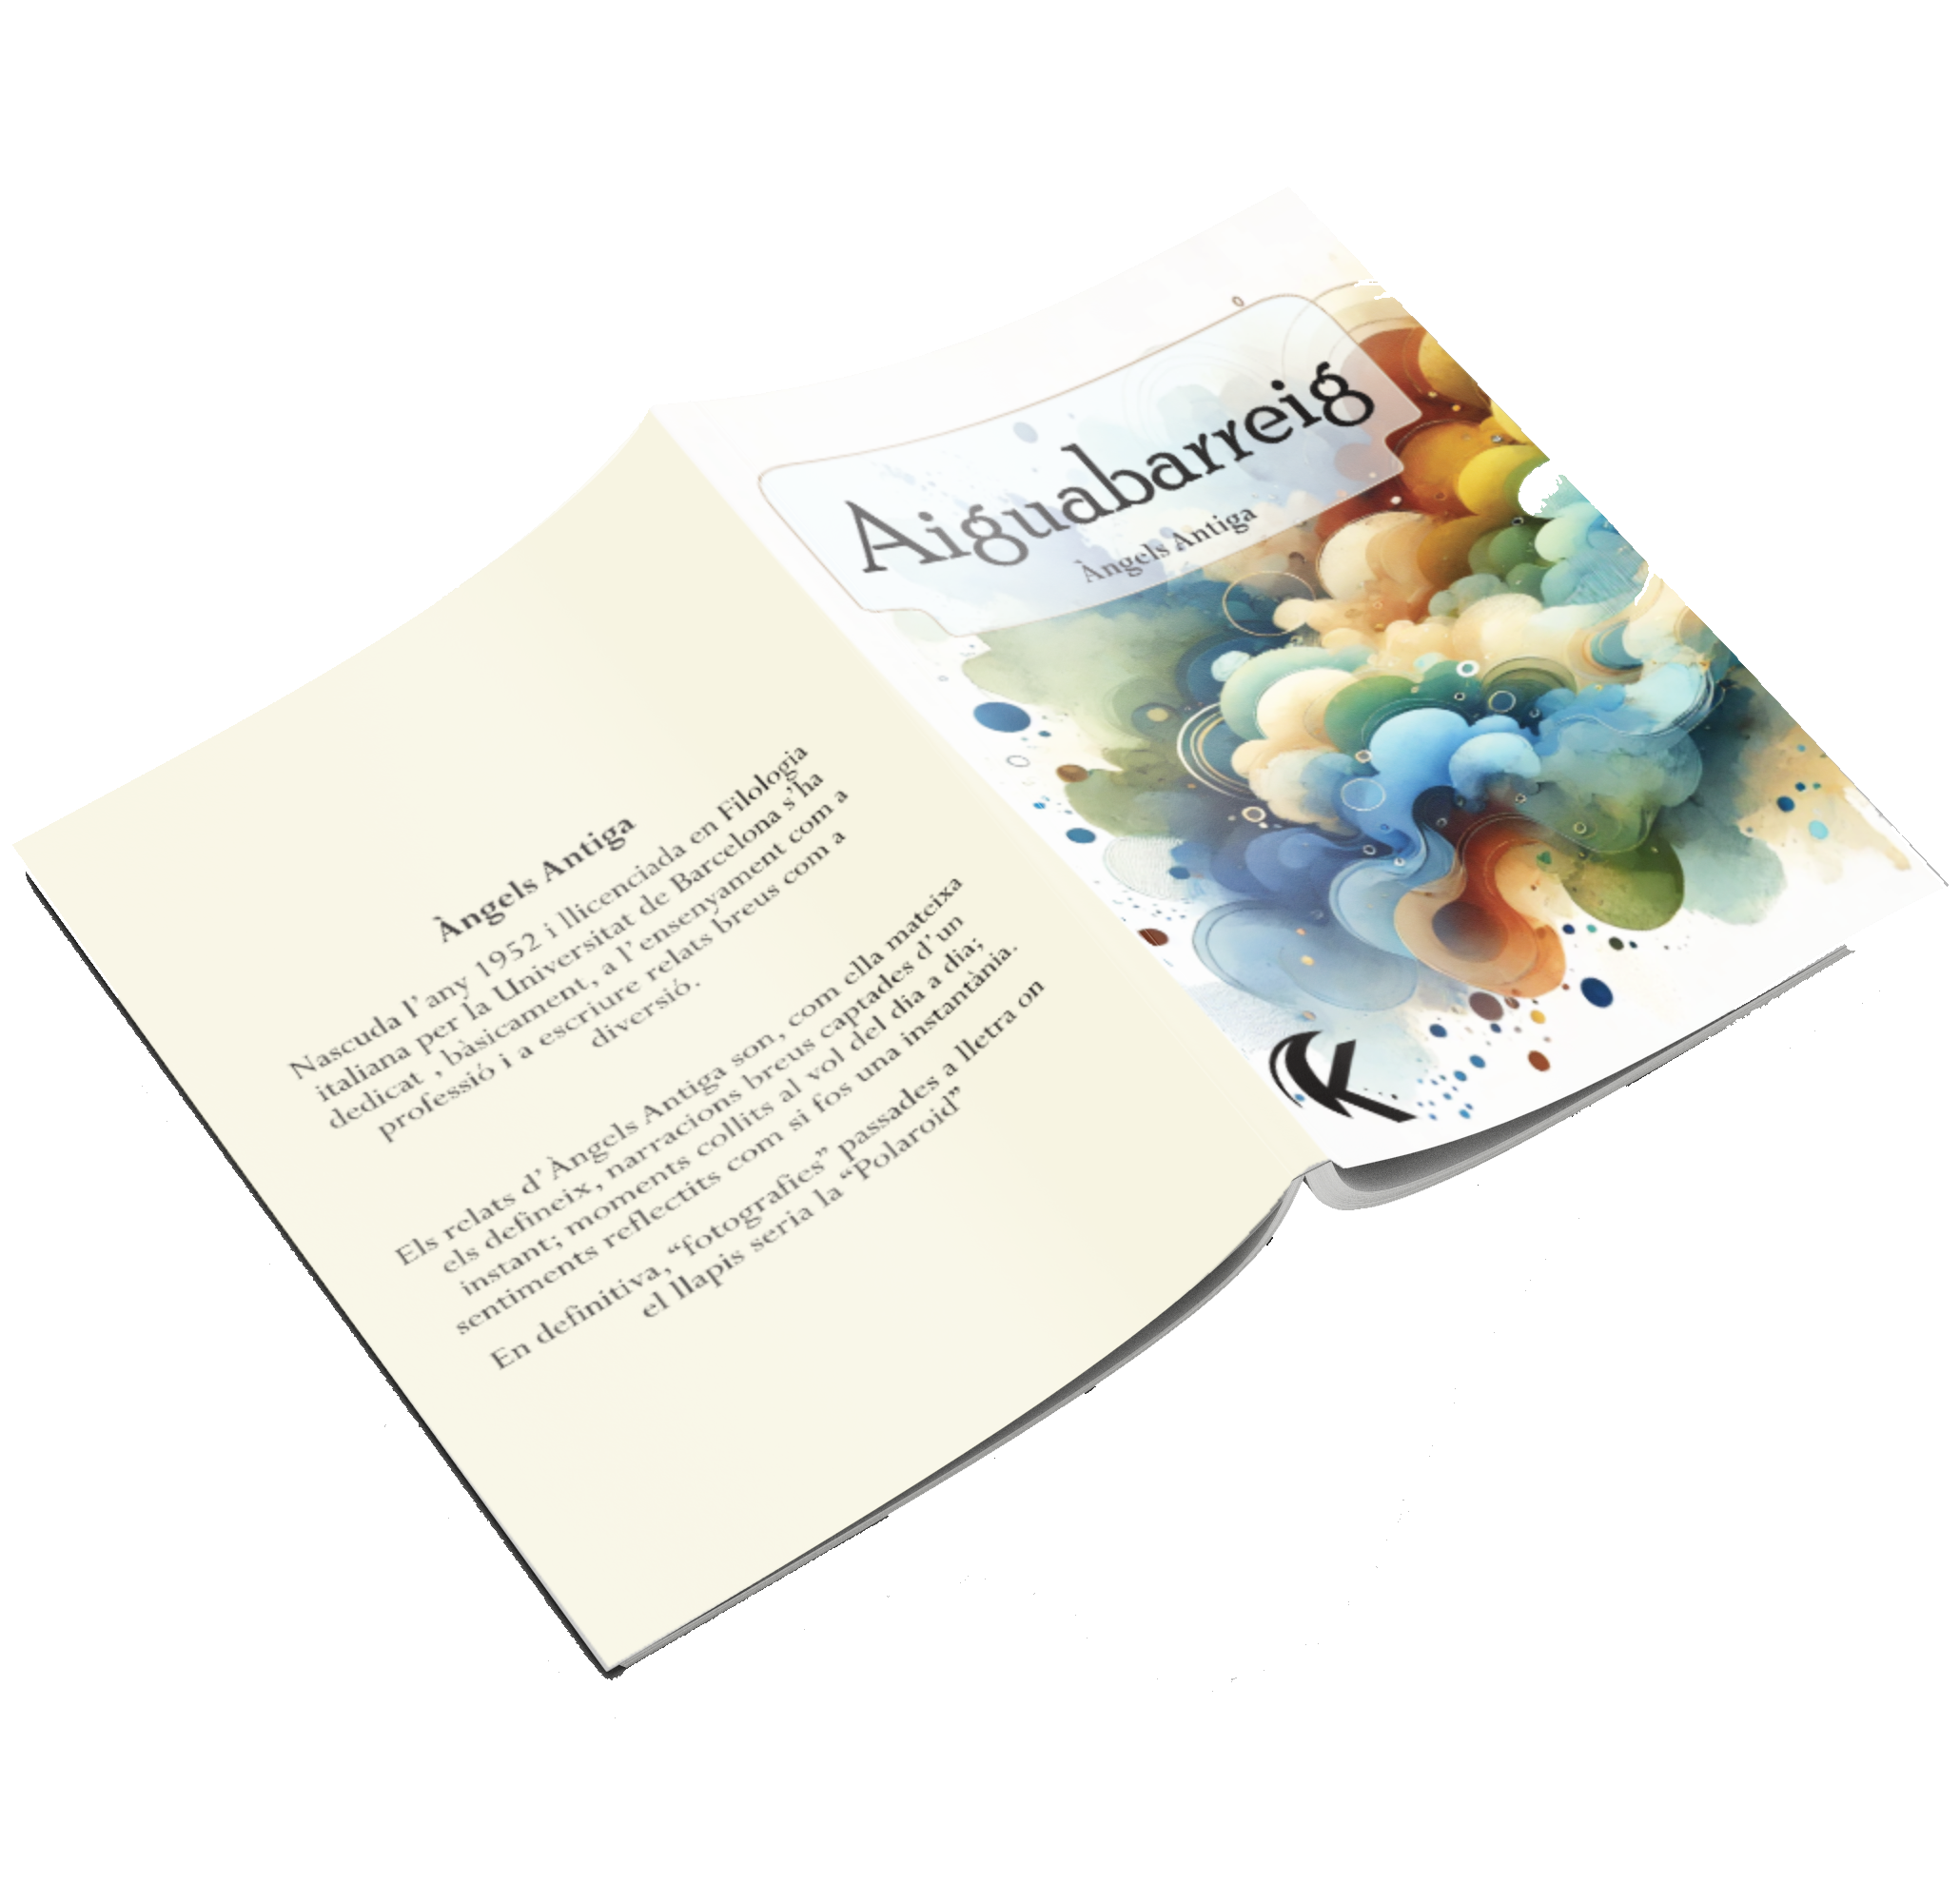 Aiguabarreig
Àngels Antiga
Àngels Antiga
Nascuda l'any 1952 i llicenciada en Filologia
italiana per la Universitat de Barcelona s'ha
dedicat , bàsicament, a l'ensenyament com a
professió i a escriure relats breus com a
diversió.
Els relats d'Àngels Antiga son, com ella mateixa
els defineix, narracions breus captades d'un
instant; moments collits al vol del dia a dia;
sentiments reflectits com si fos una instantània.
En definitiva, “fotografies” passades a lletra on
el llapis seria la “Polaroid”
K